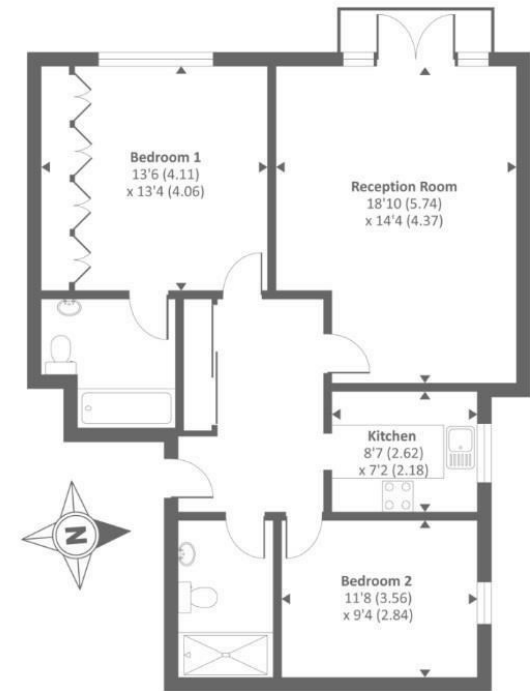 Bedroom 1
13'6 (4.11)
x 13'4 (4.06)
Reception Room
18'10 (5.74)
x 14'4 (4.37)
Kitchen
8'7 (2.62)
x 7'2 (2.18)
N
Bedroom 2
11'8 (3.56)
x 9'4 (2.84)